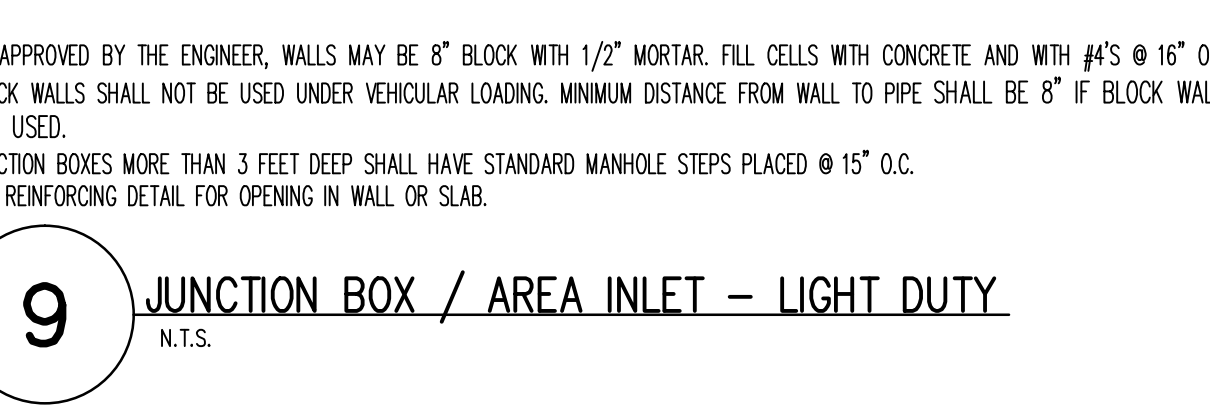 APPROVED BY THE ENGINEER, WALLS MAY BE 8" BLOCK WITH 1/2" MORTAR. FILL CELLS WITH CONCRETE AND WITH #4'S @ 16" O
CK WALLS SHALL NOT BE USED UNDER VEHICULAR LOADING. MINIMUM DISTANCE FROM WALL TO PIPE SHALL BE 8" IF BLOCK WAL
USED.
CTION BOXES MORE THAN 3 FEET DEEP SHALL HAVE STANDARD MANHOLE STEPS PLACED @ 15" O.C.
REINFORCING DETAIL FOR OPENING IN WALL OR SLAB.
9 JUNCTION BOX / AREA INLET – LIGHT DUTY
N.T.S.